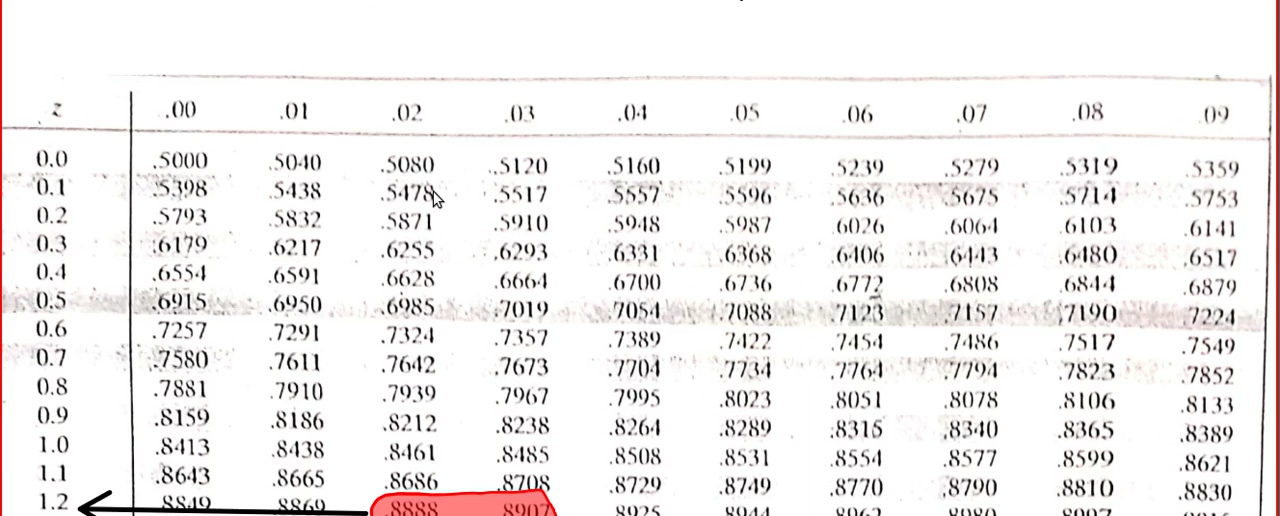 z .00 .01 .02 .03 .04 .05 .06 .07 .08 .09
0.0 .5000 .5040 .5080 .5120 .5160 .5199 .5239 .5279 .5319 .5359
0.1 .5398 .5438 .5478 .5517 .5557 .5596 .5636 .5675 .5714 .5753
0.2 .5793 .5832 .5871 .5910 .5948 .5987 .6026 .6064 .6103 .6141
0.3 .6179 .6217 .6255 .6293 .6331 .6368 .6406 .6443 .6480 .6517
0.4 .6554 .6591 .6628 .6664 .6700 .6736 .6772 .6808 .6844 .6879
0.5 .6915 .6950 .6985 .7019 .7054 .7088 .7123 .7157 .7190 .7224
0.6 .7257 .7291 .7324 .7357 .7389 .7422 .7454 .7486 .7517 .7549
0.7 .7580 .7611 .7642 .7673 .7704 .7734 .7764 .7794 .7823 .7852
0.8 .7881 .7910 .7939 .7967 .7995 .8023 .8051 .8078 .8106 .8133
0.9 .8159 .8186 .8212 .8238 .8264 .8289 .8315 .8340 .8365 .8389
1.0 .8413 .8438 .8461 .8485 .8508 .8531 .8554 .8577 .8599 .8621
1.1 .8643 .8665 .8686 .8708 .8729 .8749 .8770 .8790 .8810 .8830
1.2 .8849 .8869 .8888 .8907 .8925 .8944 .8962 .8980